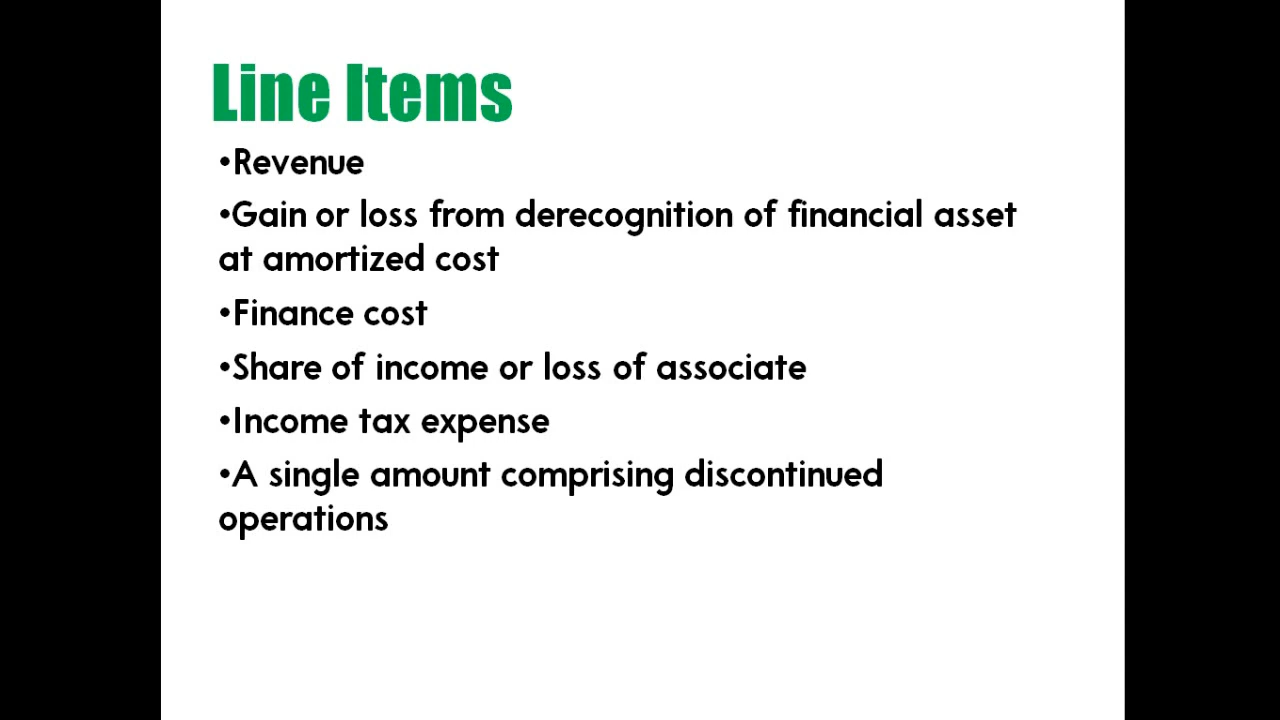 Line Items
•Revenue
•Gain or loss from derecognition of financial asset
at amortized cost
•Finance cost
•Share of income or loss of associate
•Income tax expense
•A single amount comprising discontinued
operations